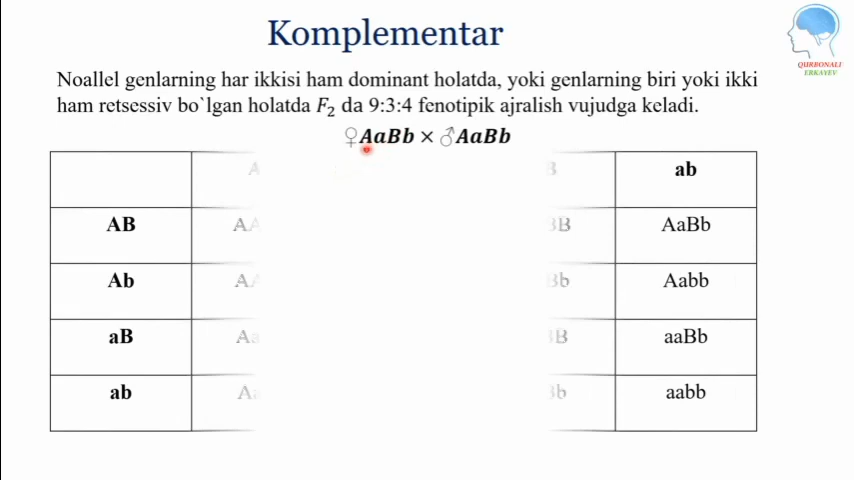 Komplementar
QURBONALI
ERKAYEV
Noallel genlarning har ikkisi ham dominant holatda, yoki genlarning biri yoki ikki
ham retsessiv bo`lgan holatda F₂ da 9:3:4 fenotipik ajralish vujudga keladi.
♀AaBb × ♂AaBb
ab
AB AaBb
Ab Aabb
aB aaBb
ab aabb